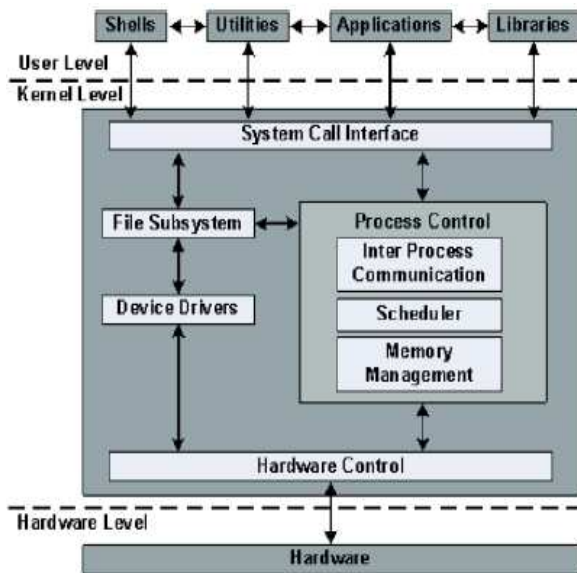 Shells Utilities Applications Libraries
User Level
Kernel Level
System Call Interface
File Subsystem
Process Control
Inter Process
Communication
Device Drivers
Scheduler
Memory
Management
Hardware Control
Hardware Level
Hardware